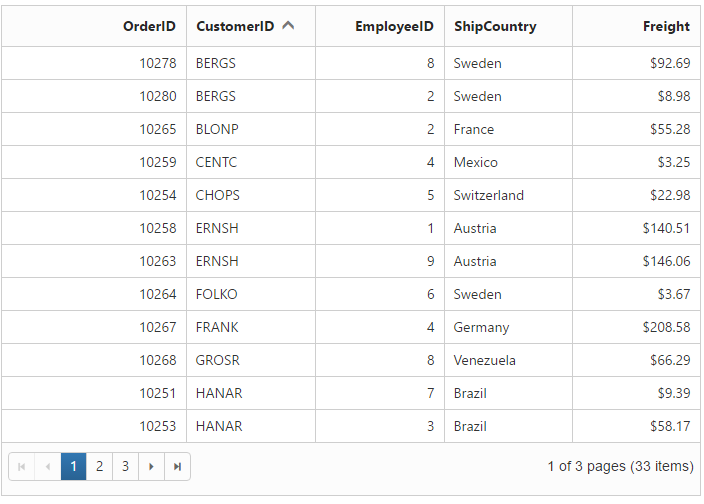 OrderID CustomerID EmployeeID ShipCountry Freight
10278 BERGS 8 Sweden $92.69
10280 BERGS 2 Sweden $8.98
10265 BLONP 2 France $55.28
10259 CENTC 4 Mexico $3.25
10254 CHOPS 5 Switzerland $22.98
10258 ERNSH 1 Austria $140.51
10263 ERNSH 9 Austria $146.06
10264 FOLKO 6 Sweden $3.67
10267 FRANK 4 Germany $208.58
10268 GROSR 8 Venezuela $66.29
10251 HANAR 7 Brazil $9.39
10253 HANAR 3 Brazil $58.17
1 2 3 1 of 3 pages (33 items)